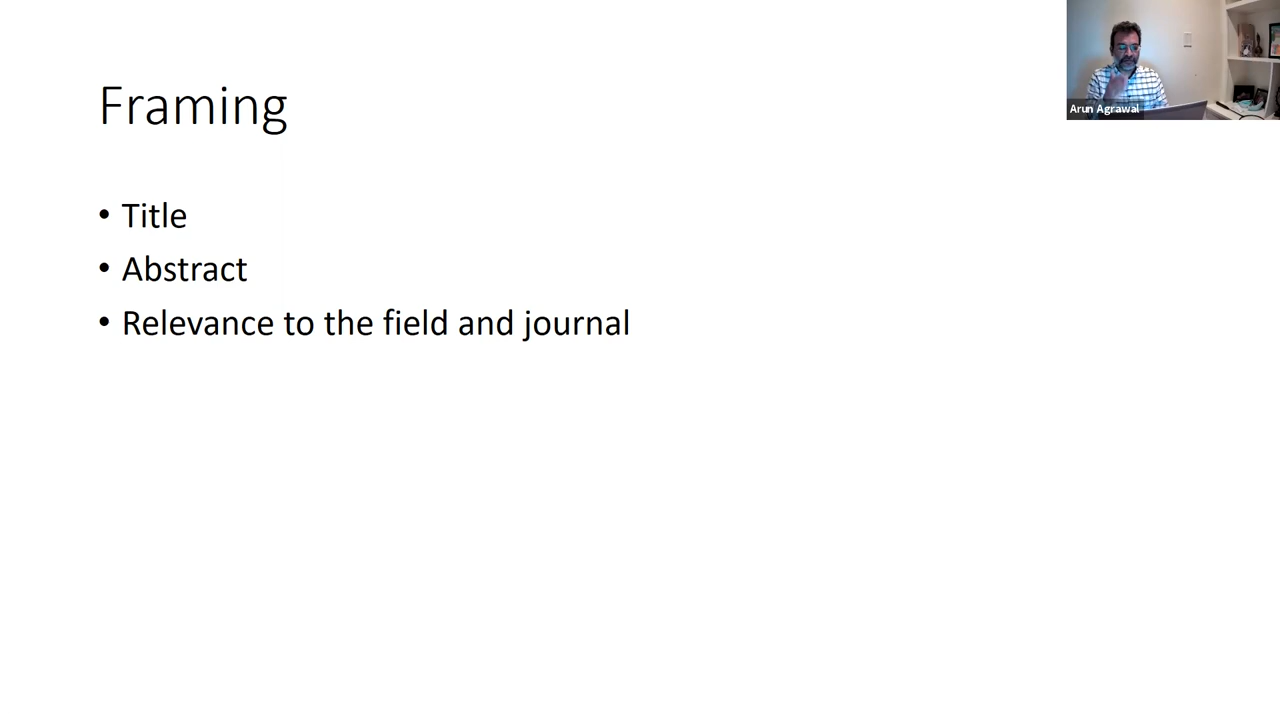 Framing
• Title
• Abstract
• Relevance to the field and journal
Arun Agrawal